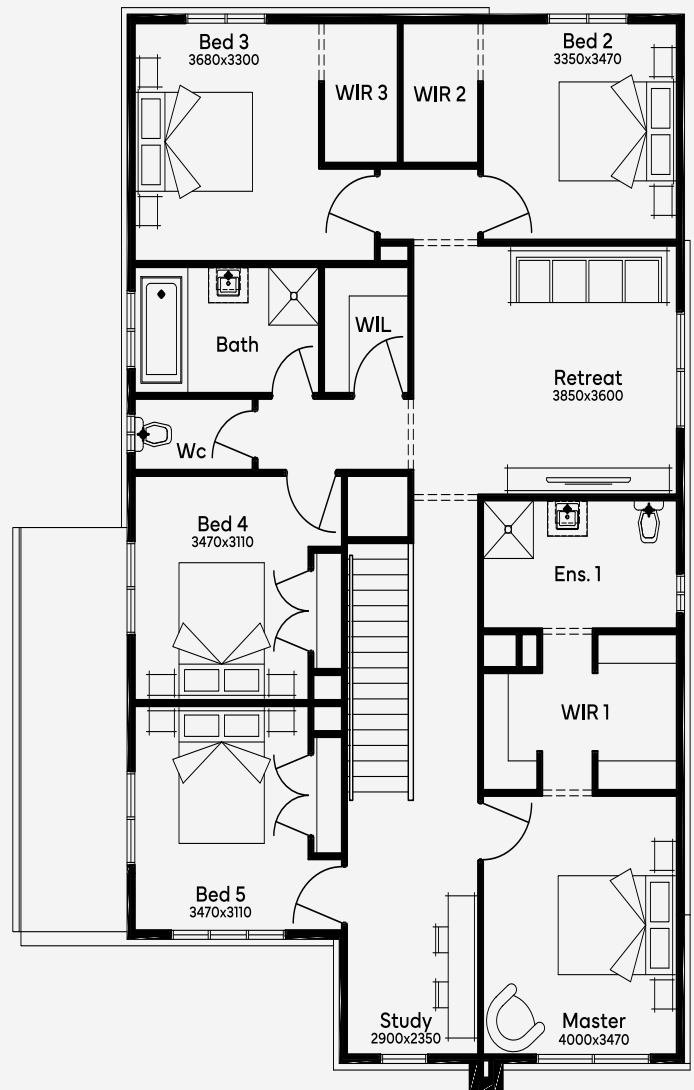 Bed 3
3680x3300
WIR 3
WIR 2
Bed 2
3350x3470
Bath
WIL
Retreat
3850x3600
Wc
Bed 4
3470x3110
Ens. 1
WIR 1
Bed 5
3470x3110
Study
2900x2350
Master
4000x3470